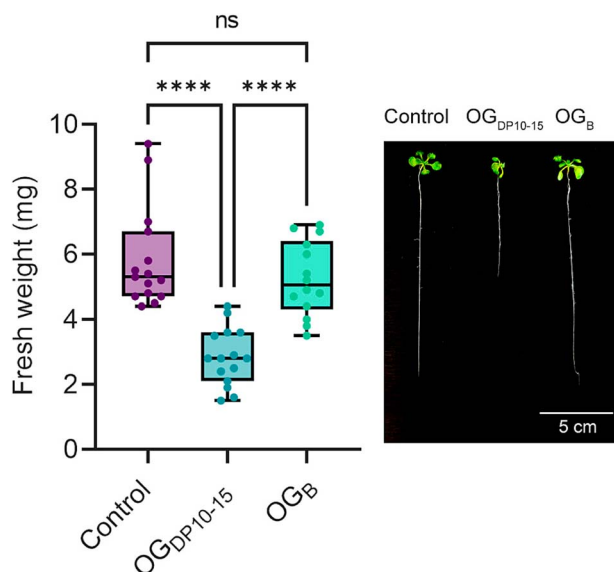 ns
**** ****
10
8
6
4
2
0
Fresh weight (mg)
Control
OGDP10-15
OGB
Control OGDP10-15 OGB
5 cm